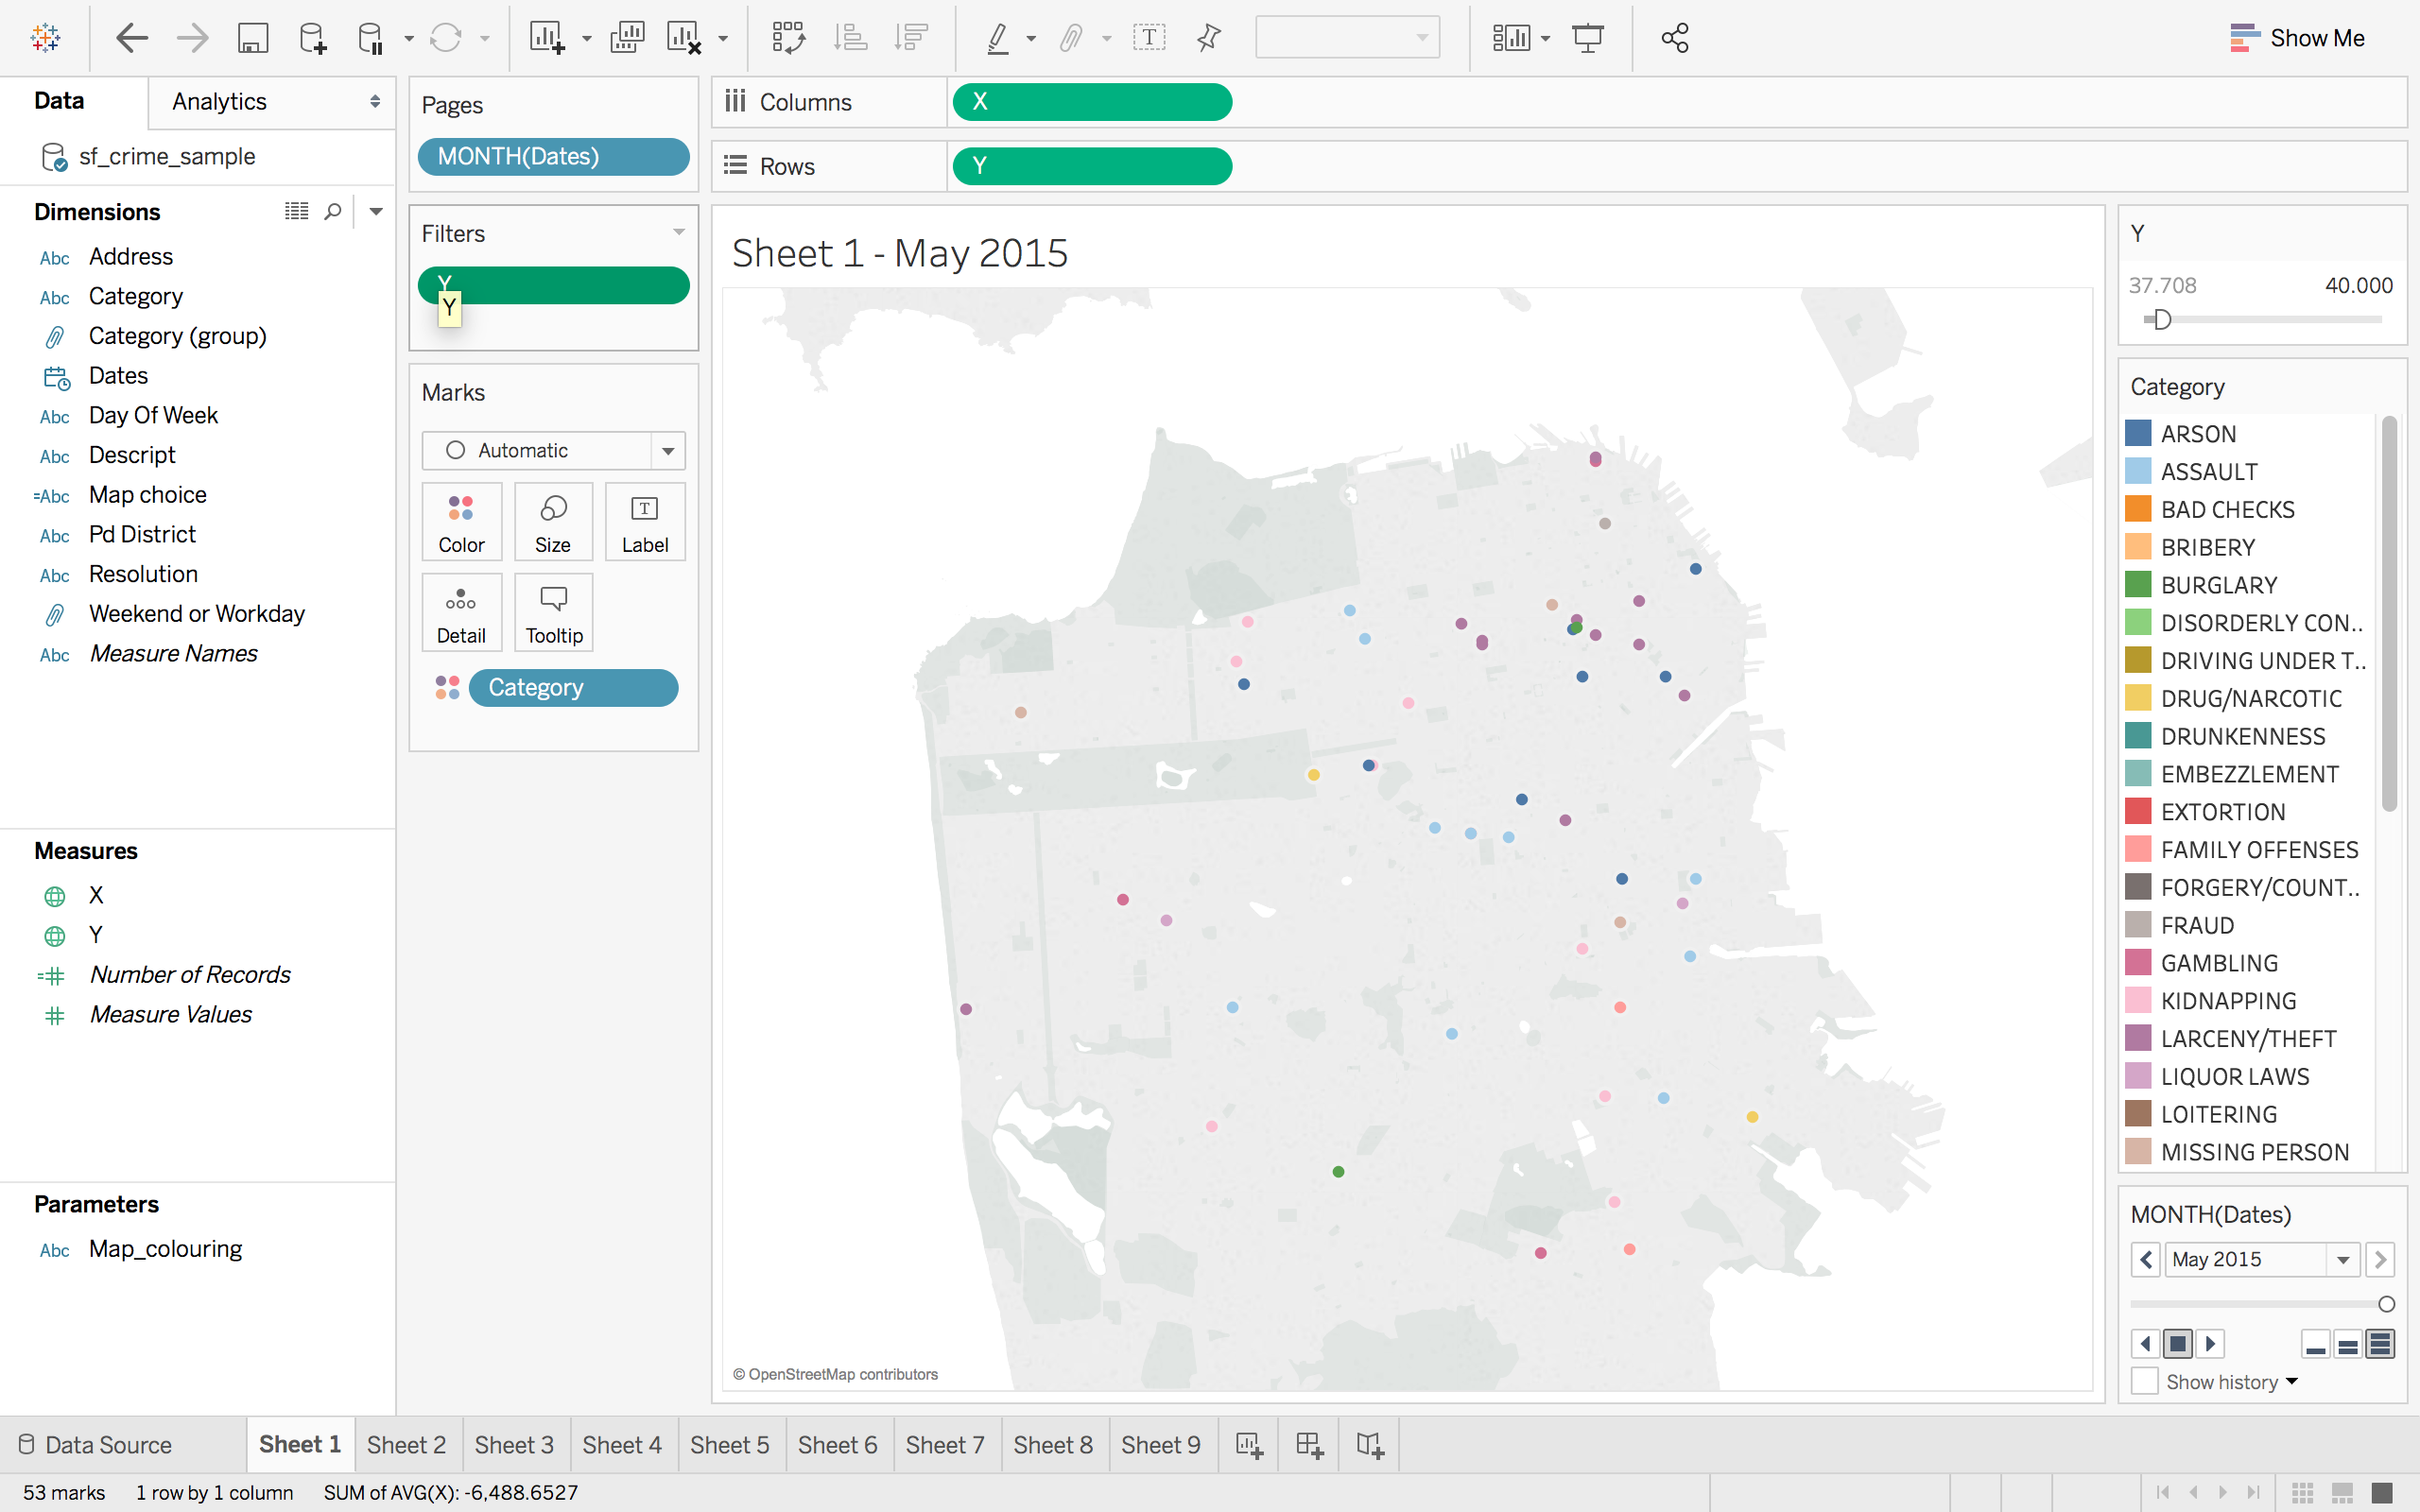 Show Me
Data
Analytics
sf_crime_sample
Dimensions
Abc Address
Abc Category
Category (group)
Dates
Abc Day Of Week
Abc Descript
=Abc Map choice
Abc Pd District
Abc Resolution
Weekend or Workday
Abc Measure Names
Measures
X
Y
=# Number of Records
# Measure Values
Parameters
Abc Map_colouring
Pages
MONTH(Dates)
Filters
Y
Y
Marks
Automatic
Color
Size
T
Label
Detail
Tooltip
Category
Columns
X
Rows
Y
Sheet 1 - May 2015
© OpenStreetMap contributors
Y
37.708
40.000
Category
ARSON
ASSAULT
BAD CHECKS
BRIBERY
BURGLARY
DISORDERLY CON..
DRIVING UNDER T..
DRUG/NARCOTIC
DRUNKENNESS
EMBEZZLEMENT
EXTORTION
FAMILY OFFENSES
FORGERY/COUNT..
FRAUD
GAMBLING
KIDNAPPING
LARCENY/THEFT
LIQUOR LAWS
LOITERING
MISSING PERSON
MONTH(Dates)
May 2015
Show history
Data Source
Sheet 1
Sheet 2
Sheet 3
Sheet 4
Sheet 5
Sheet 6
Sheet 7
Sheet 8
Sheet 9
53 marks
1 row by 1 column
SUM of AVG(X): -6,488.6527